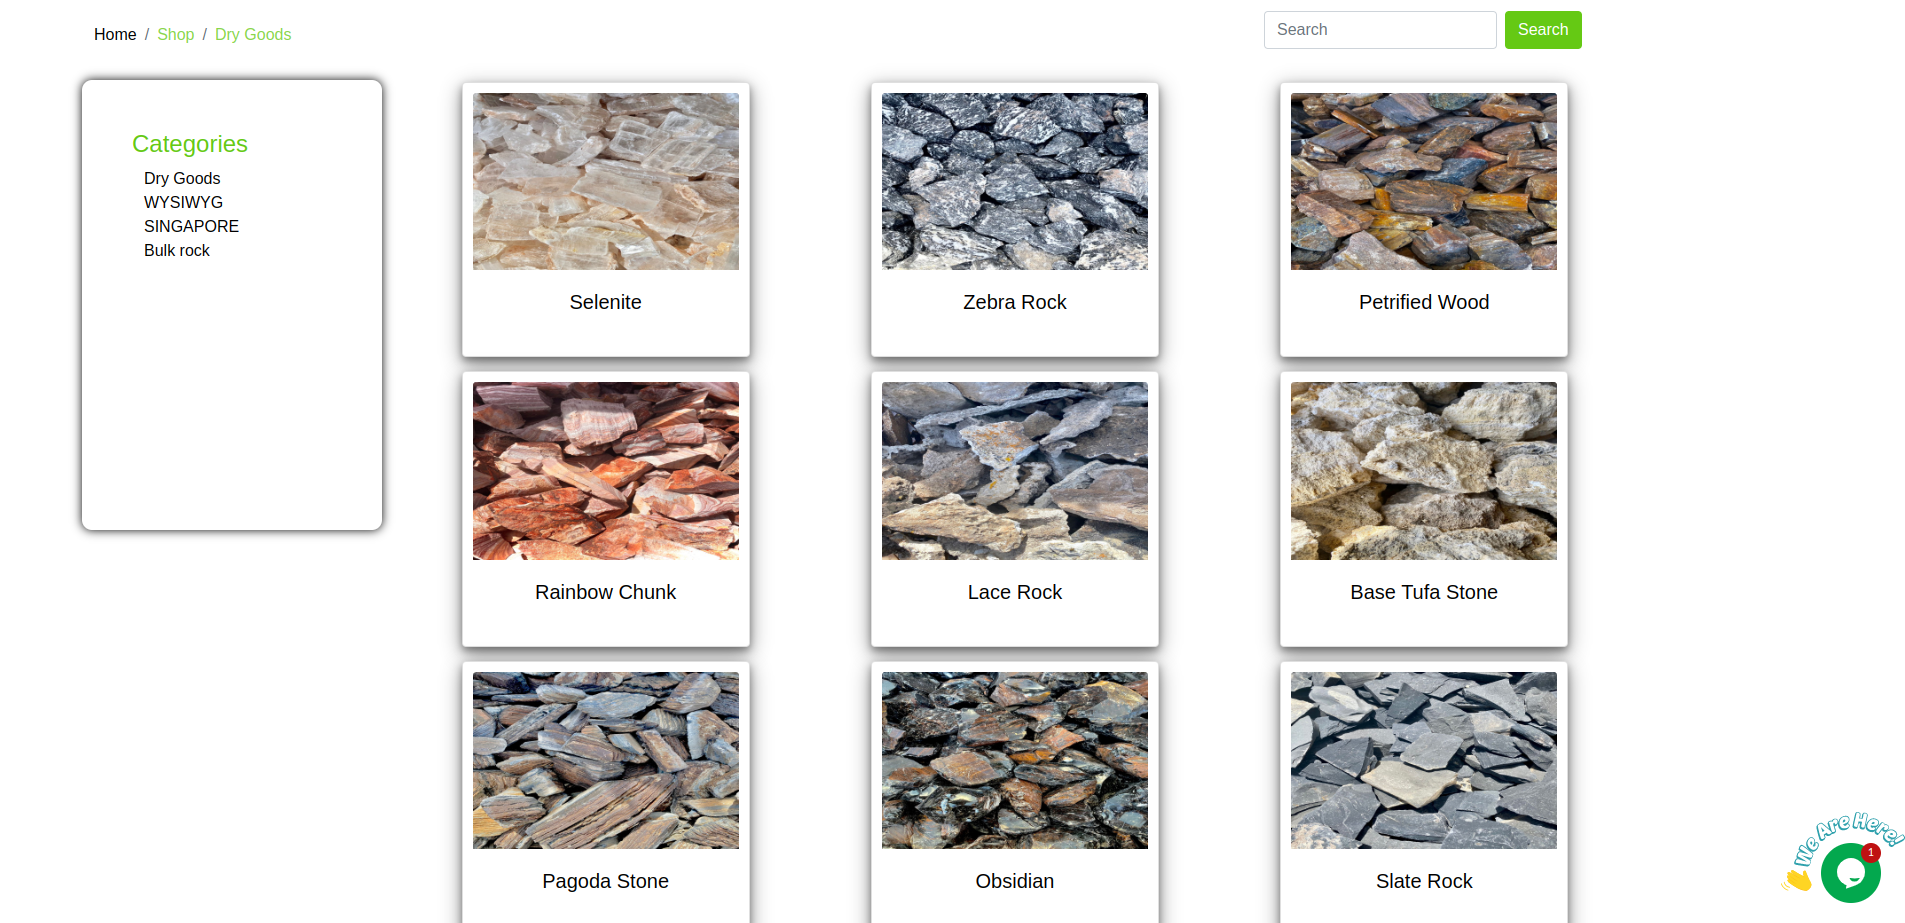 Home / Shop / Dry Goods
Search
Search
Categories
Dry Goods
WYSIWYG
SINGAPORE
Bulk rock
Selenite
Zebra Rock
Petrified Wood
Rainbow Chunk
Lace Rock
Base Tufa Stone
Pagoda Stone
Obsidian
Slate Rock
We Are Here!
1